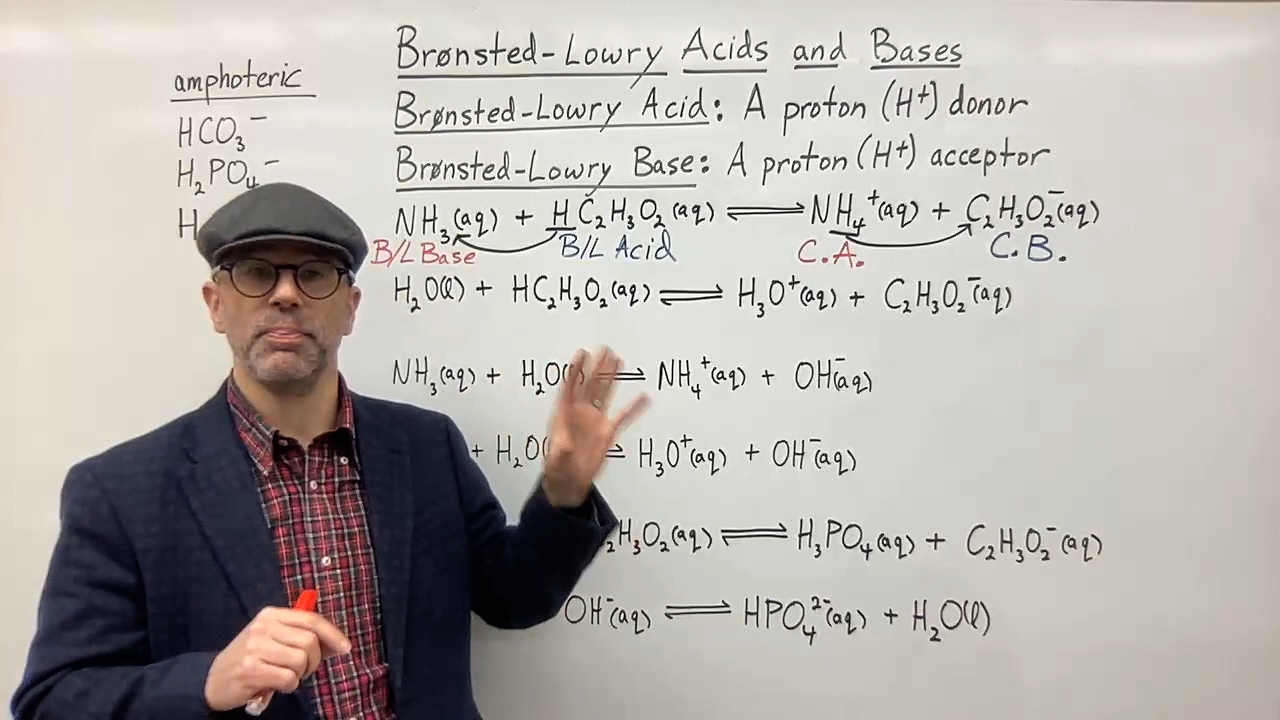 amphoteric
HCO₃⁻
H₂PO₄⁻
H
Brønsted-Lowry Acids and Bases
Brønsted-Lowry Acid: A proton (H⁺) donor
Brønsted-Lowry Base: A proton (H⁺) acceptor
NH₃(aq) + HC₂H₃O₂(aq) ⇌ NH₄⁺(aq) + C₂H₃O₂⁻(aq)
B/L Base B/L Acid C.A. C.B.
H₂O(l) + HC₂H₃O₂(aq) ⇌ H₃O⁺(aq) + C₂H₃O₂⁻(aq)
NH₃(aq) + H₂O( ) ⇌ NH₄⁺(aq) + OH⁻(aq)
+ H₂O( ⇌ H₃O⁺(aq) + OH⁻(aq)
₂H₃O₂(aq) ⇌ H₃PO₄(aq) + C₂H₃O₂⁻(aq)
OH⁻(aq) ⇌ HPO₄²⁻(aq) + H₂O(l)